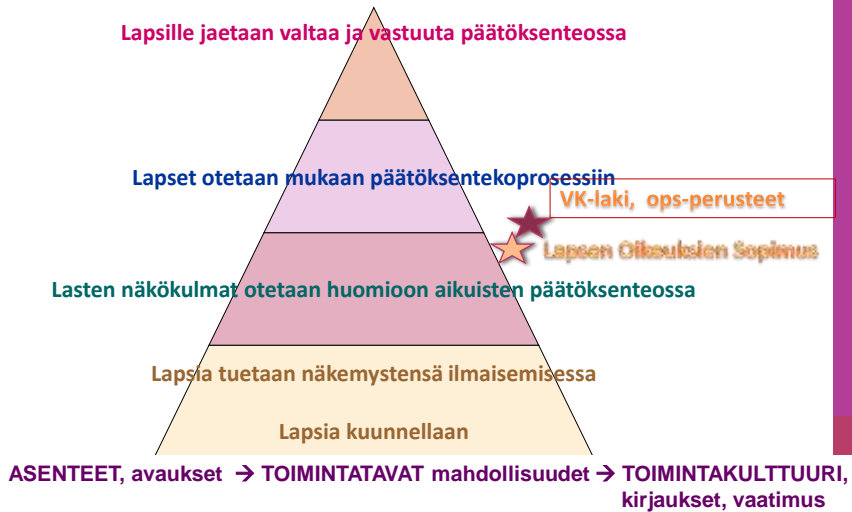 Lapsille jaetaan valtaa ja vastuuta päätöksenteossa
Lapset otetaan mukaan päätöksentekoprosessiin
VK-laki, ops-perusteet
Lapsen Oikeuksien Sopimus
Lasten näkökulmat otetaan huomioon aikuisten päätöksenteossa
Lapsia tuetaan näkemystensä ilmaisemisessa
Lapsia kuunnellaan
ASENTEET, avaukset → TOIMINTATAVAT mahdollisuudet → TOIMINTAKULTTUURI,
kirjaukset, vaatimus